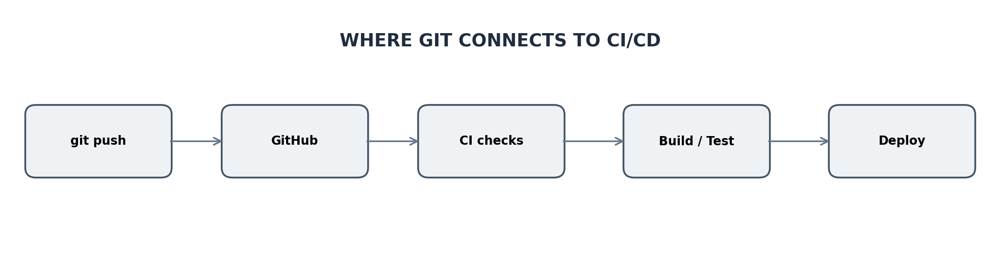 WHERE GIT CONNECTS TO CI/CD
git push
GitHub
CI checks
Build / Test
Deploy